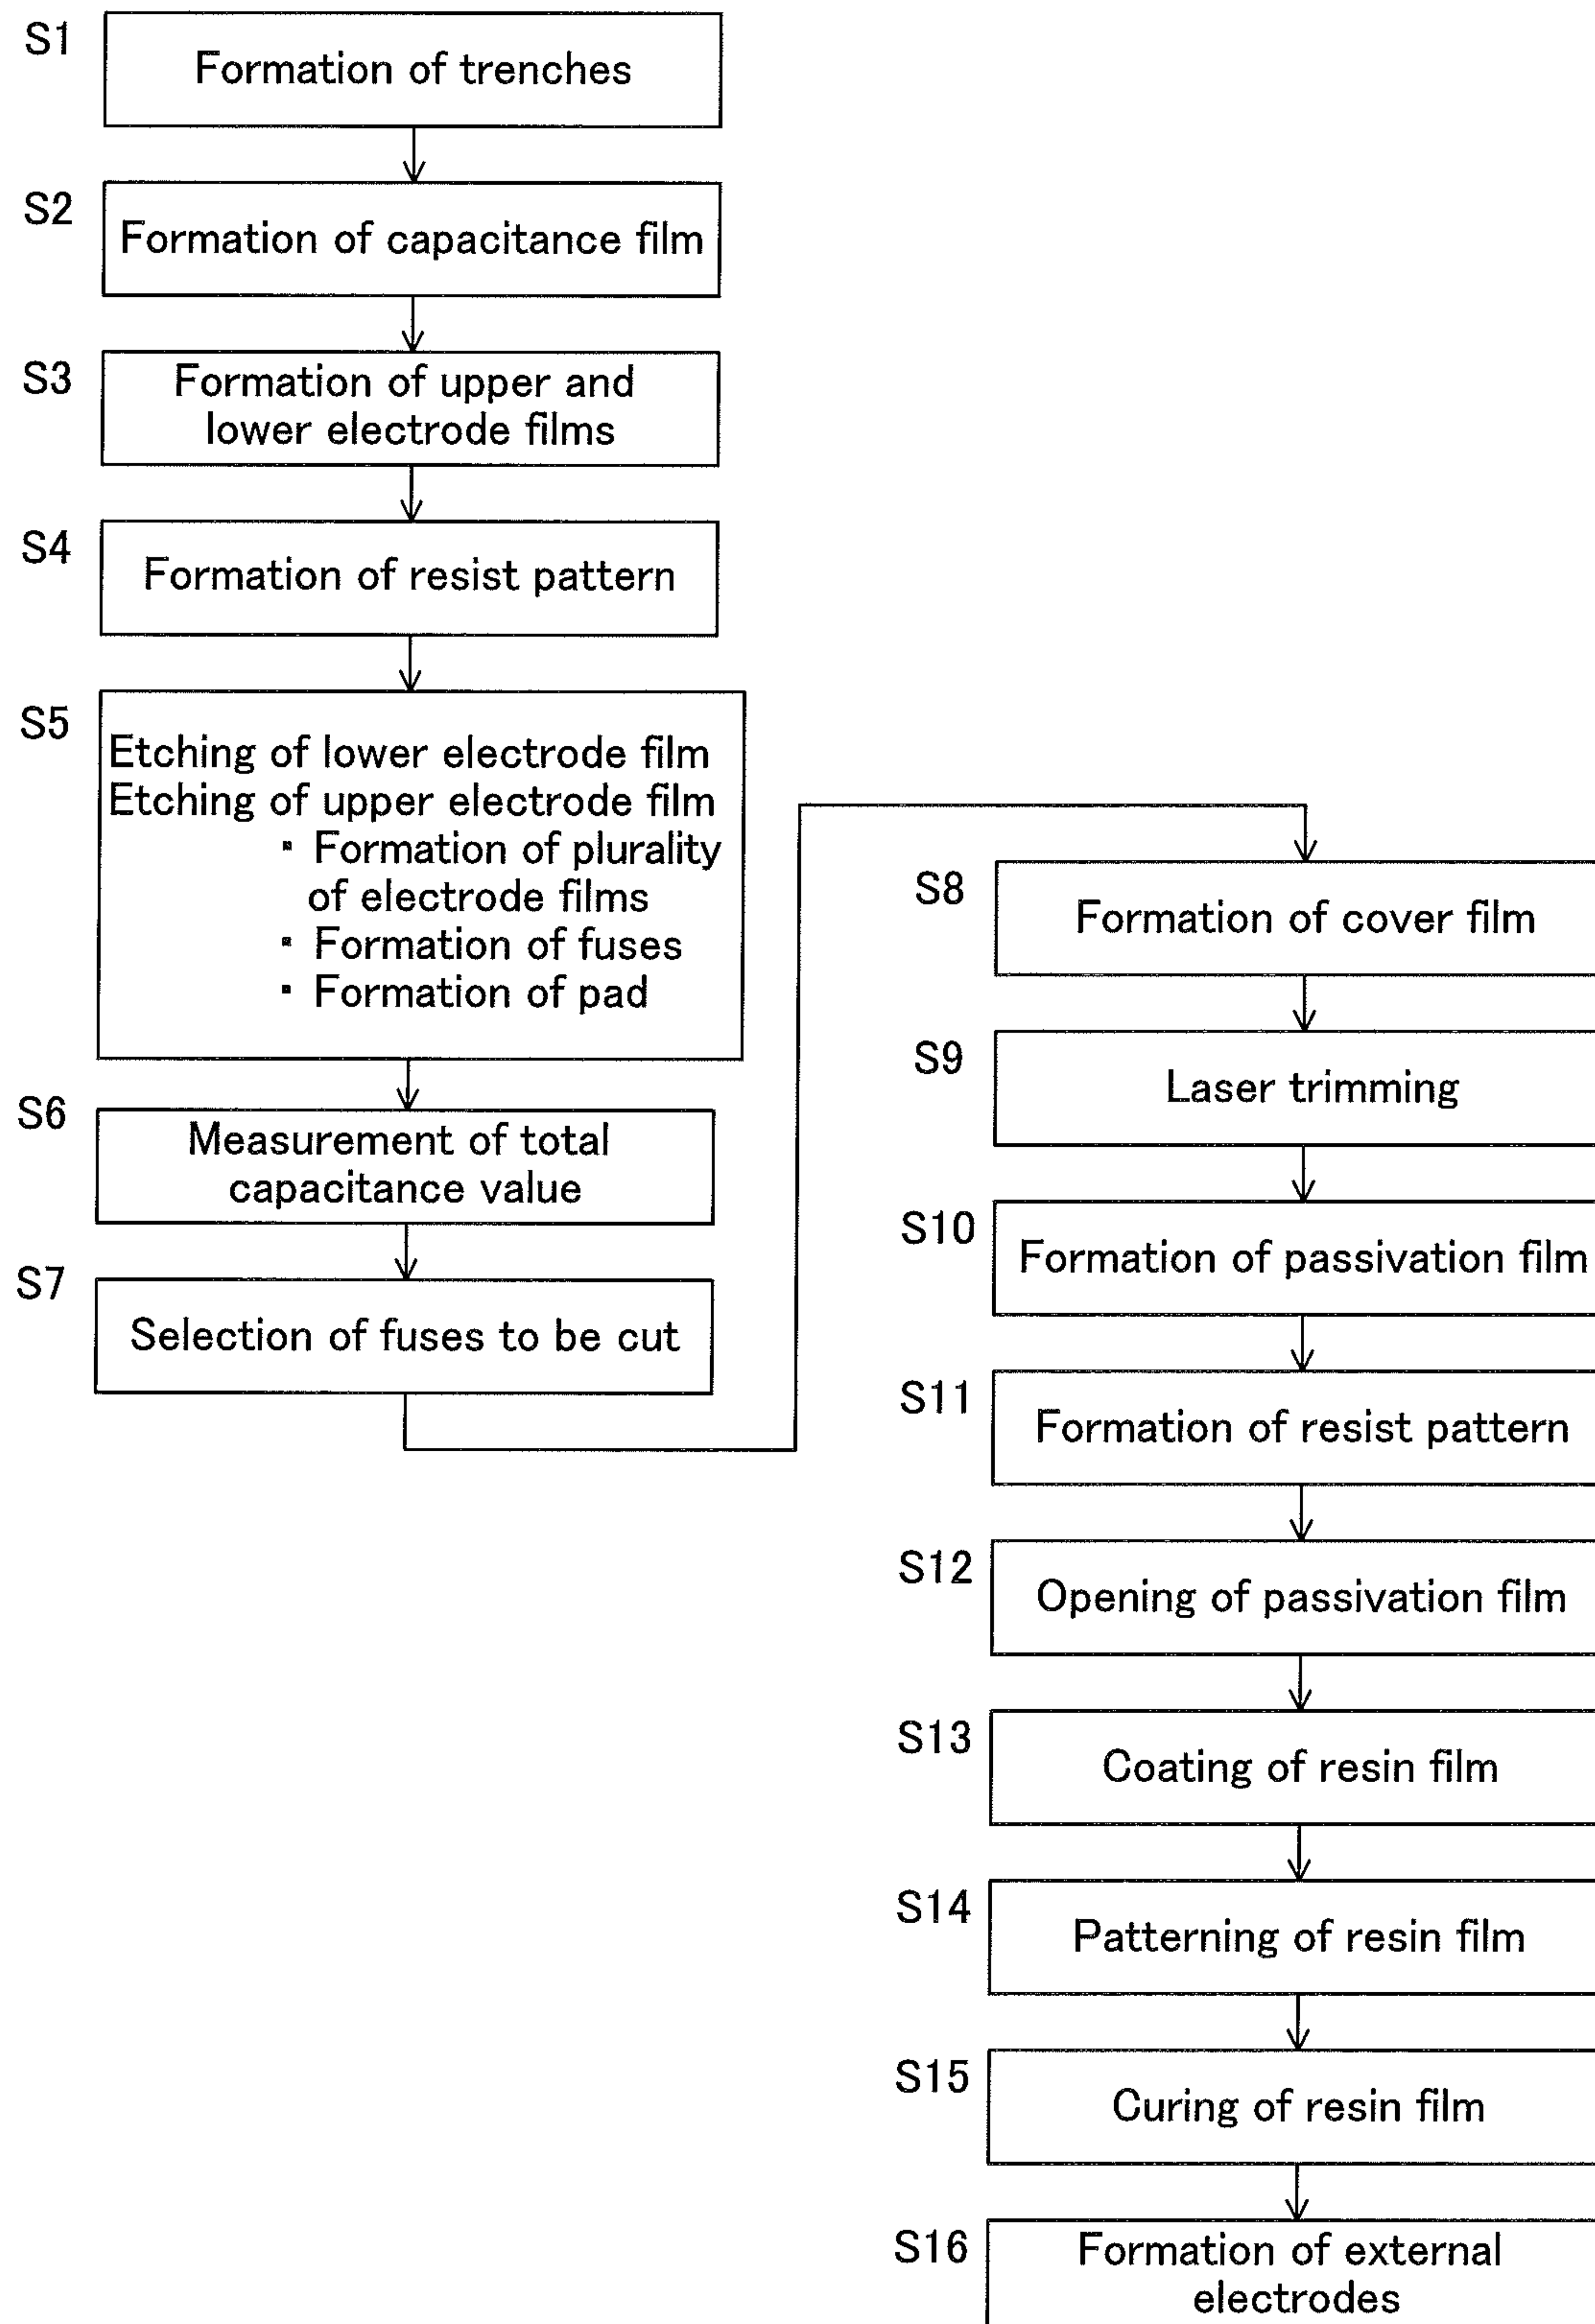 S1
Formation of trenches
S2
Formation of capacitance film
S3
Formation of upper and
lower electrode films
S4
Formation of resist pattern
S5
Etching of lower electrode film
Etching of upper electrode film
▪ Formation of plurality
of electrode films
▪ Formation of fuses
▪ Formation of pad
S6
Measurement of total
capacitance value
S7
Selection of fuses to be cut
S8
Formation of cover film
S9
Laser trimming
S10
Formation of passivation film
S11
Formation of resist pattern
S12
Opening of passivation film
S13
Coating of resin film
S14
Patterning of resin film
S15
Curing of resin film
S16
Formation of external
electrodes